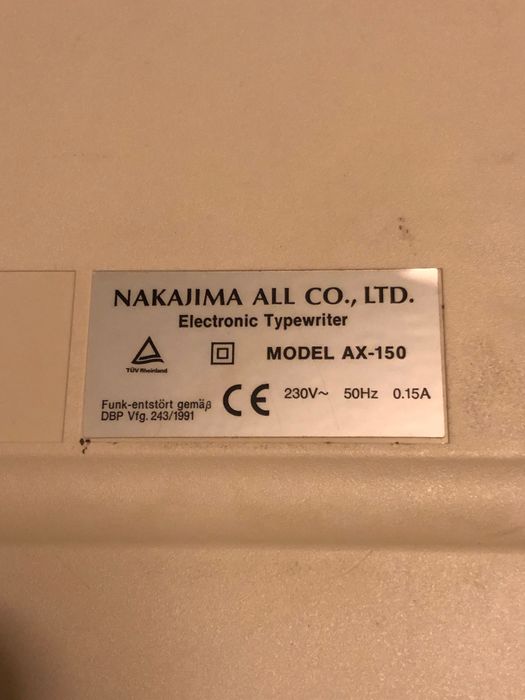 NAKAJIMA ALL CO., LTD.
Electronic Typewriter
TÜV Rheinland
MODEL AX-150
Funk-entstört gemäß
DBP Vfg. 243/1991
CE
230V~ 50Hz 0.15A